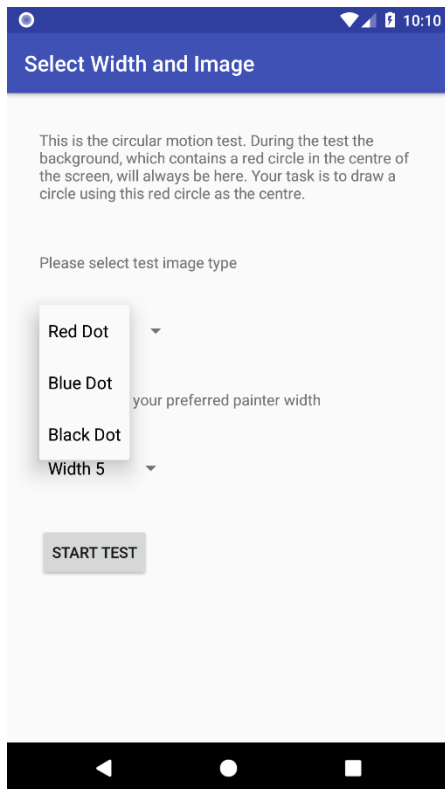 10:10
Select Width and Image
This is the circular motion test. During the test the
background, which contains a red circle in the centre of
the screen, will always be here. Your task is to draw a
circle using this red circle as the centre.
Please select test image type
Red Dot
Blue Dot
your preferred painter width
Black Dot
Width 5
START TEST